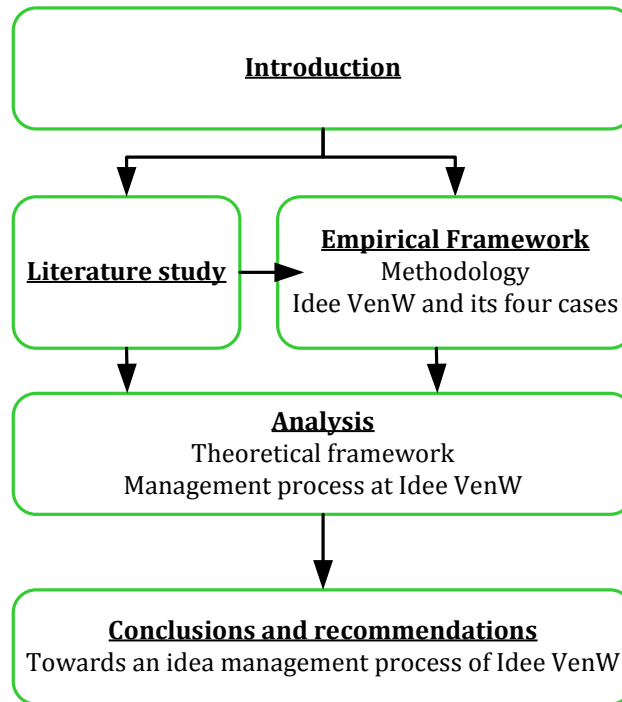 Introduction
Literature study
Empirical Framework
Methodology
Idee VenW and its four cases
Analysis
Theoretical framework
Management process at Idee VenW
Conclusions and recommendations
Towards an idea management process of Idee VenW